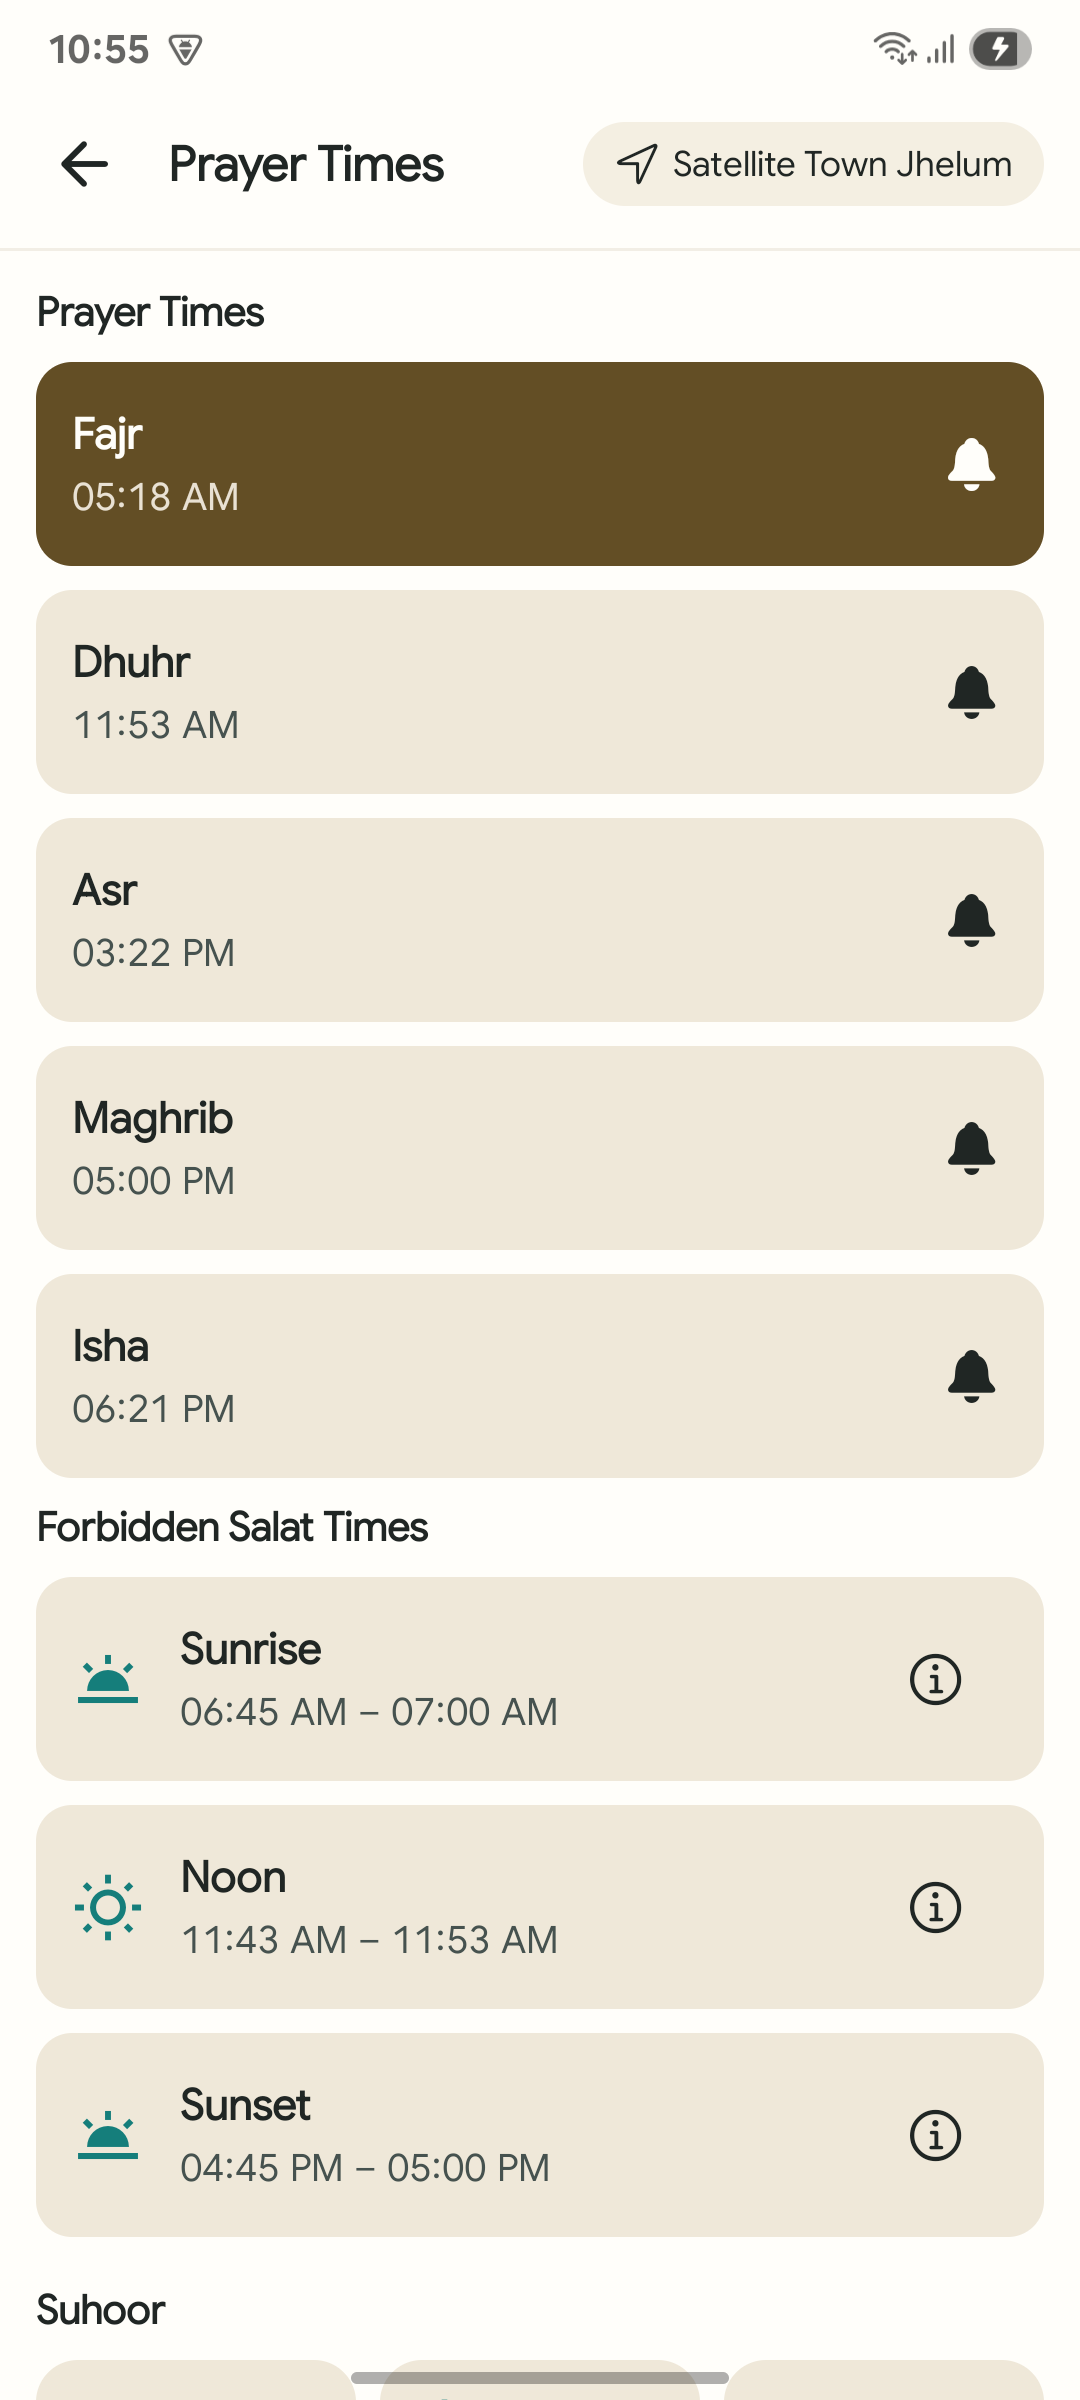 10:55
Prayer Times
Satellite Town Jhelum
Prayer Times
Fajr
05:18 AM
Dhuhr
11:53 AM
Asr
03:22 PM
Maghrib
05:00 PM
Isha
06:21 PM
Forbidden Salat Times
Sunrise
06:45 AM – 07:00 AM
Noon
11:43 AM – 11:53 AM
Sunset
04:45 PM – 05:00 PM
Suhoor